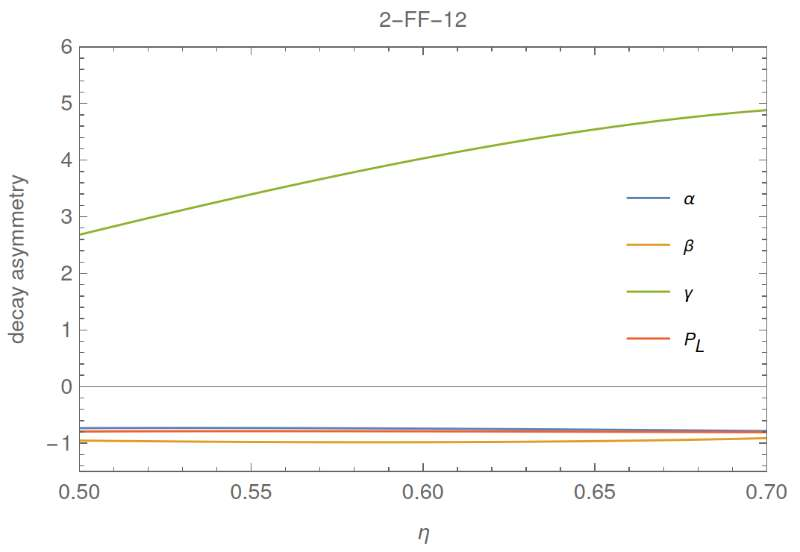 2-FF-12
6
5
4
3
2
1
0
-1
decay asymmetry
α
β
γ
P_L
0.50 0.55 0.60 0.65 0.70
η